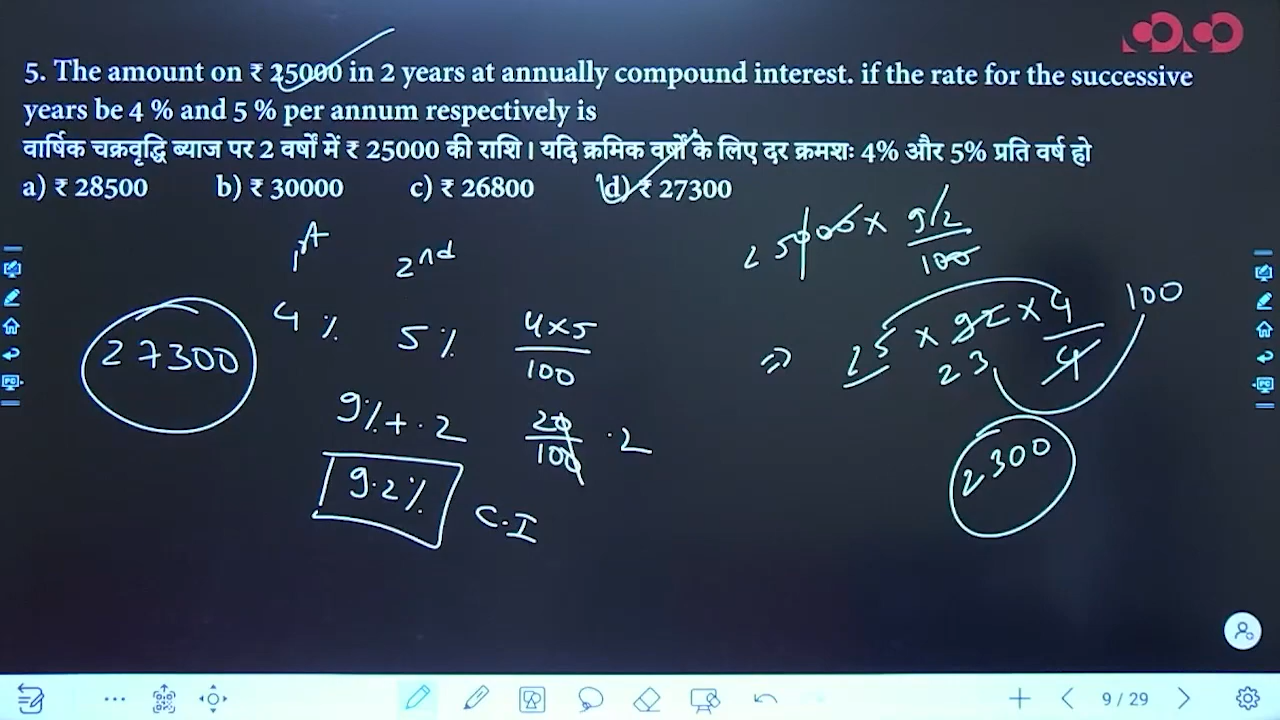 5. The amount on ₹ 25000 in 2 years at annually compound interest. if the rate for the successive
years be 4 % and 5 % per annum respectively is
वार्षिक चक्रवृद्धि ब्याज पर 2 वर्षों में ₹ 25000 की राशि । यदि क्रमिक वर्षों के लिए दर क्रमशः 4% और 5% प्रति वर्ष हो
a) ₹ 28500 b) ₹ 30000 c) ₹ 26800 d) ₹ 27300
2nd
25000 × 92/100
4 % 5 % 4×5/100
27300
25 × 92 × 4/4 100
23
9%+.2 20/100 .2
2300
9.2% C.I
9 / 29